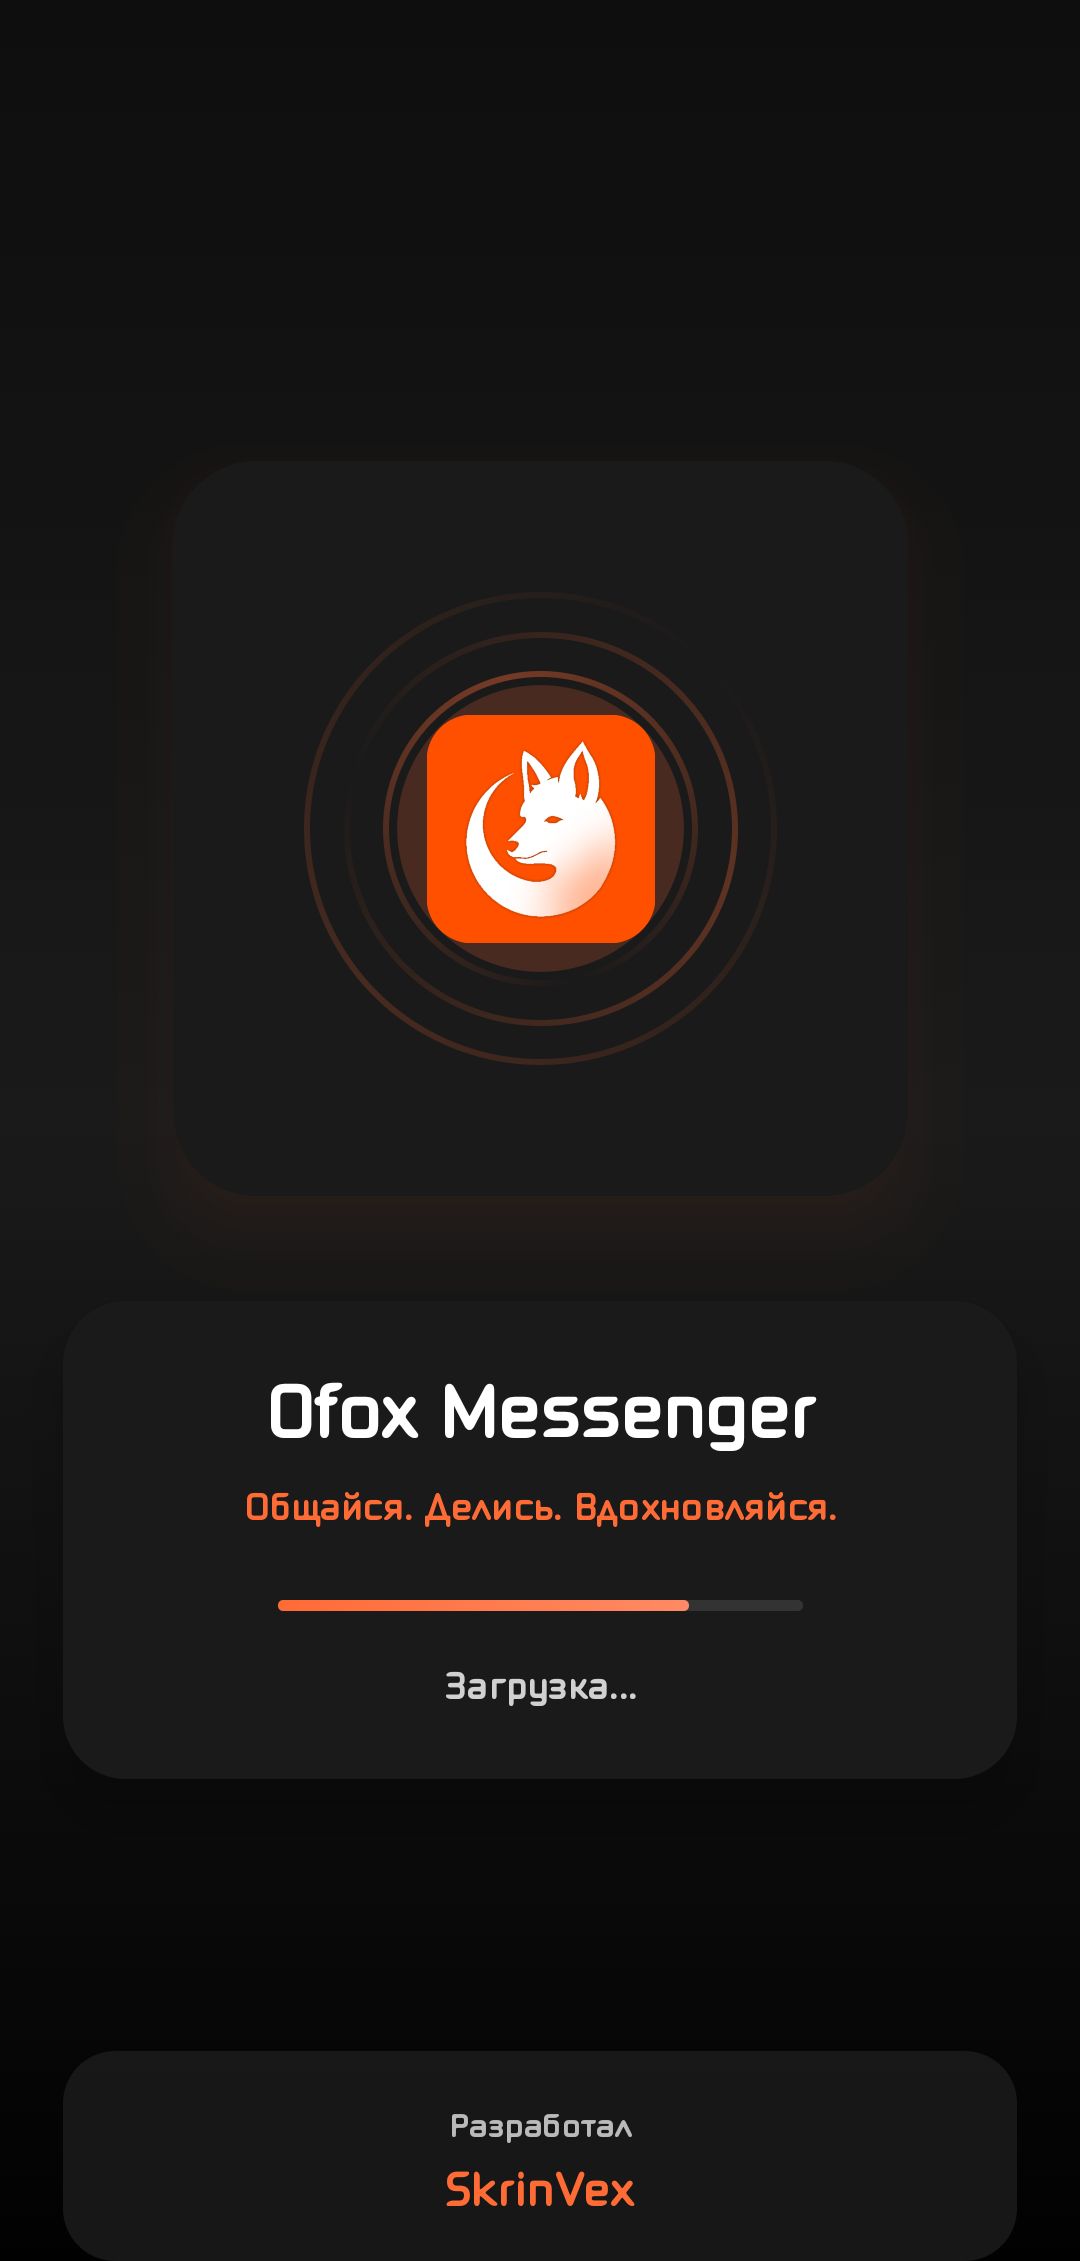 Ofox Messenger
Общайся. Делись. Вдохновляйся.
Загрузка...
Разработал
SkrinVex